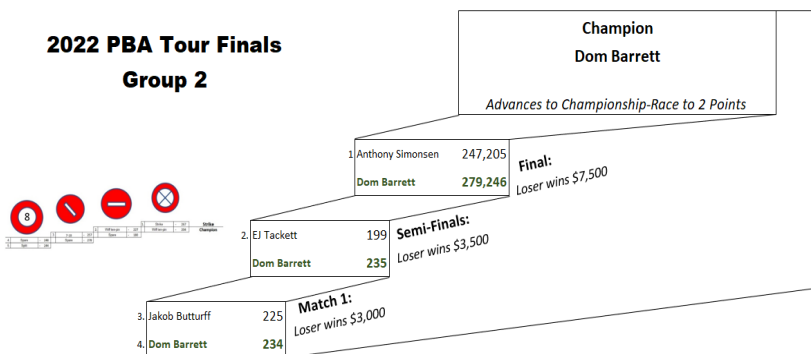 2022 PBA Tour Finals
Group 2
Champion
Dom Barrett
Advances to Championship-Race to 2 Points
1 Anthony Simonsen 247,205
Dom Barrett 279,246
Final:
Loser wins $7,500
2. EJ Tackett 199
Dom Barrett 235
Semi-Finals:
Loser wins $3,500
3. Jakob Butturff 225
4. Dom Barrett 234
Match 1:
Loser wins $3,000
8
Strike
Champion